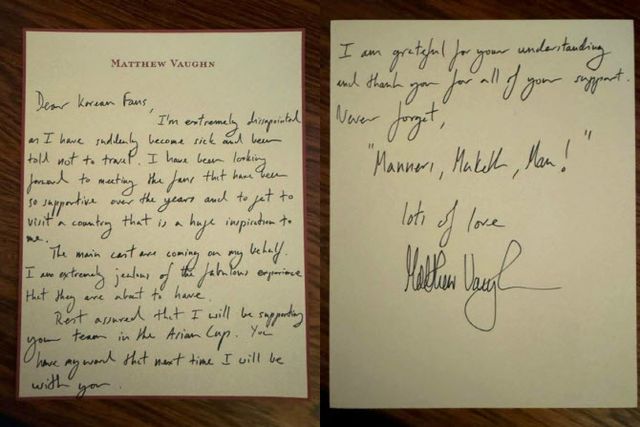 MATTHEW VAUGHN
Dear Korean Fans,
I'm extremely dissapointed
as I have suddenly become sick and been
told not to travel. I have been looking
forward to meeting the fans that have been
so supportive over the years and to get to
visit a country that is a huge inspiration to
me.
The main cast are coming on my behalf.
I am extremely jealous of the fabulous experience
that they are about to have.
Rest assured that I will be supporting
your team in the Asian Cup. You
have my word that next time I will be
with you.
I am grateful for your understanding
and thank you for all of your support.
Never forget,
"Manners, Maketh, Man!"
lots of love
Matthew Vaughn